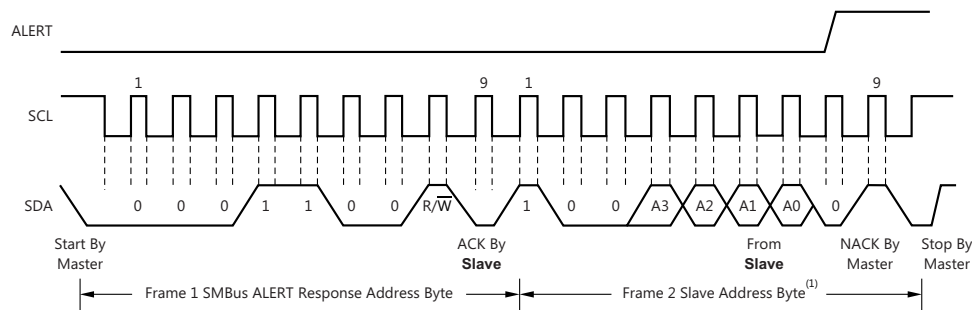 ALERT
1 9 1 9
SCL
SDA 0 0 0 1 1 0 0 R/W̅ 1 0 0 A3 A2 A1 A0 0
Start By Master
ACK By Slave
From Slave
NACK By Master
Stop By Master
Frame 1 SMBus ALERT Response Address Byte
Frame 2 Slave Address Byte(1)